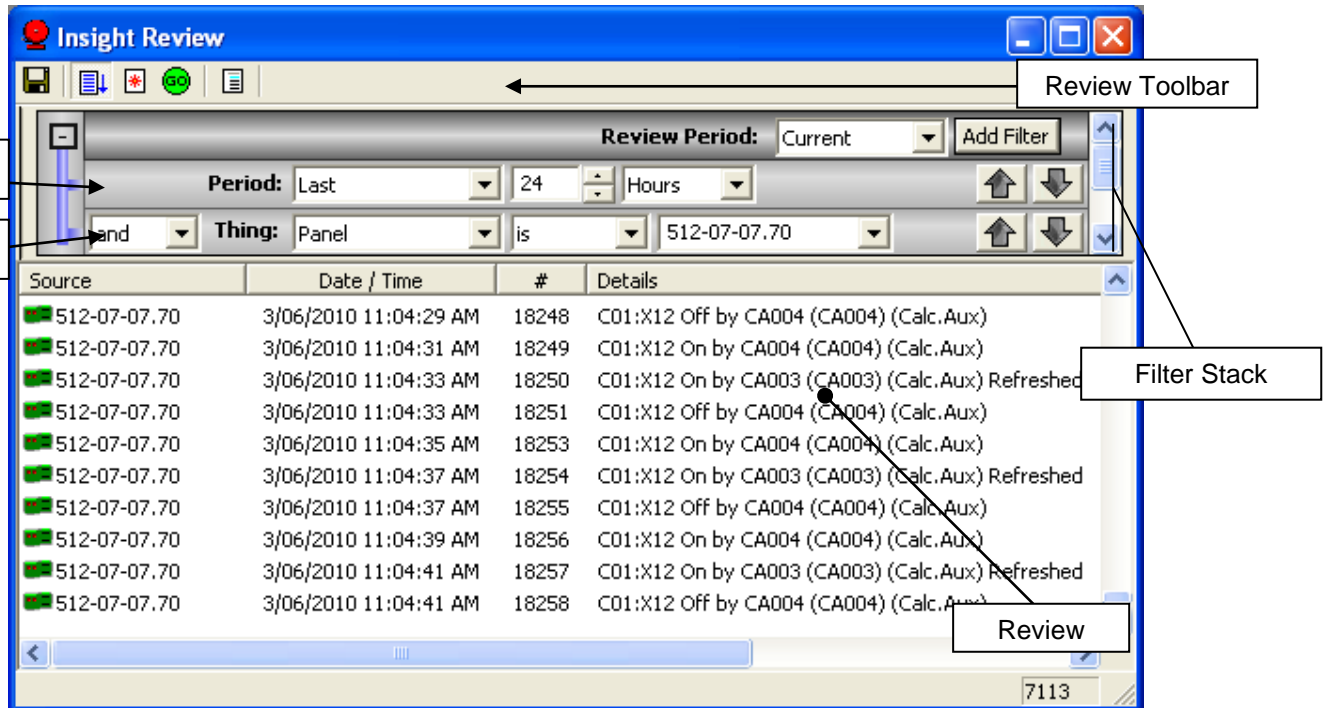 Insight Review
GO
Review Toolbar
Review Period: Current Add Filter
Period: Last 24 Hours
and Thing: Panel is 512-07-07.70
Source Date / Time # Details
512-07-07.70 3/06/2010 11:04:29 AM 18248 C01:X12 Off by CA004 (CA004) (Calc.Aux)
512-07-07.70 3/06/2010 11:04:31 AM 18249 C01:X12 On by CA004 (CA004) (Calc.Aux)
512-07-07.70 3/06/2010 11:04:33 AM 18250 C01:X12 On by CA003 (CA003) (Calc.Aux) Refreshed
512-07-07.70 3/06/2010 11:04:33 AM 18251 C01:X12 Off by CA004 (CA004) (Calc.Aux)
512-07-07.70 3/06/2010 11:04:35 AM 18253 C01:X12 On by CA004 (CA004) (Calc.Aux)
512-07-07.70 3/06/2010 11:04:37 AM 18254 C01:X12 On by CA003 (CA003) (Calc.Aux) Refreshed
512-07-07.70 3/06/2010 11:04:37 AM 18255 C01:X12 Off by CA004 (CA004) (Calc.Aux)
512-07-07.70 3/06/2010 11:04:39 AM 18256 C01:X12 On by CA004 (CA004) (Calc.Aux)
512-07-07.70 3/06/2010 11:04:41 AM 18257 C01:X12 On by CA003 (CA003) (Calc.Aux) Refreshed
512-07-07.70 3/06/2010 11:04:41 AM 18258 C01:X12 Off by CA004 (CA004) (Calc.Aux)
Filter Stack
Review
7113